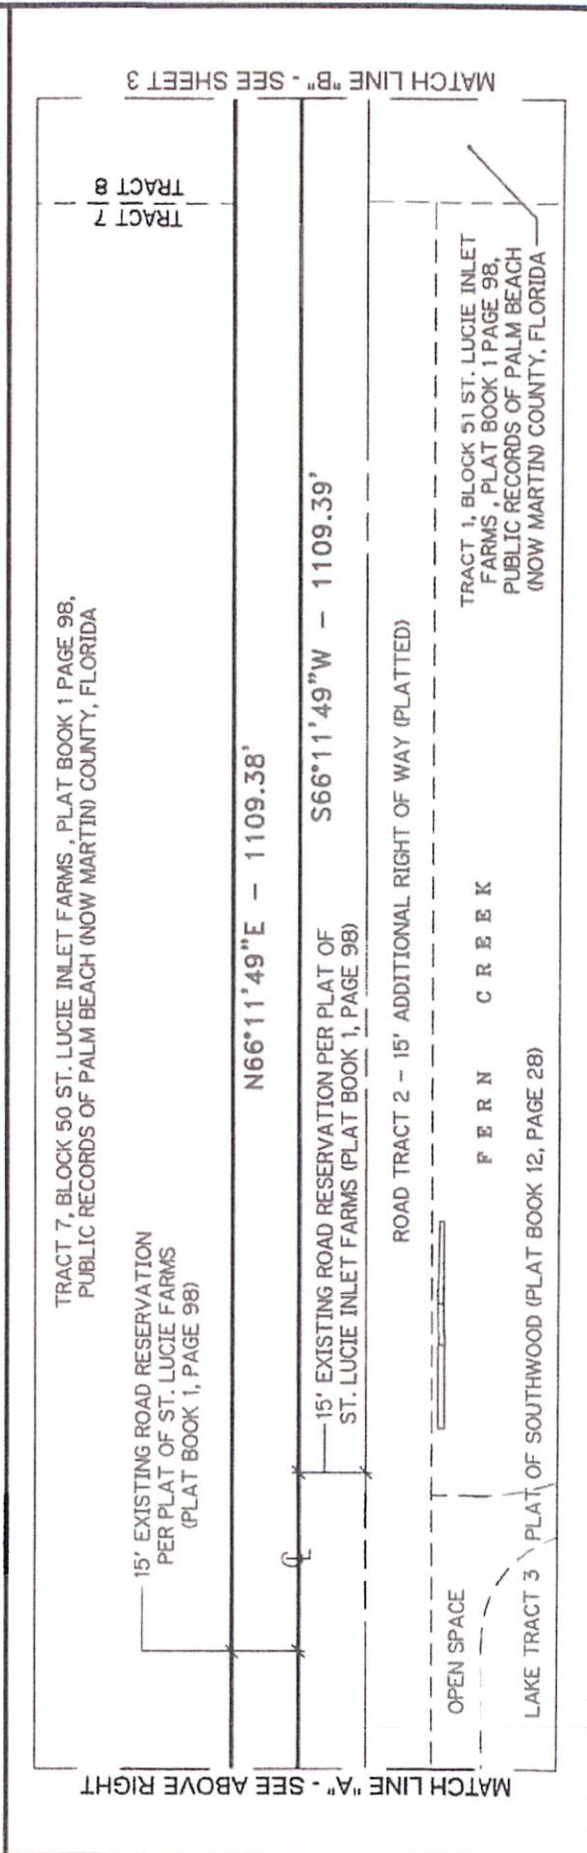 MATCH LINE "B" - SEE SHEET 3
TRACT 8
TRACT 7
TRACT 7, BLOCK 50 ST. LUCIE INLET FARMS , PLAT BOOK 1 PAGE 98,
PUBLIC RECORDS OF PALM BEACH (NOW MARTIN) COUNTY, FLORIDA
15' EXISTING ROAD RESERVATION
PER PLAT OF ST. LUCIE FARMS
(PLAT BOOK 1, PAGE 98)
N66°11'49"E - 1109.38'
S66°11'49"W - 1109.39'
15' EXISTING ROAD RESERVATION PER PLAT OF
ST. LUCIE INLET FARMS (PLAT BOOK 1, PAGE 98)
ROAD TRACT 2 - 15' ADDITIONAL RIGHT OF WAY (PLATTED)
TRACT 1, BLOCK 51 ST. LUCIE INLET
FARMS , PLAT BOOK 1 PAGE 98,
PUBLIC RECORDS OF PALM BEACH
(NOW MARTIN) COUNTY, FLORIDA
FERN CREEK
OPEN SPACE
LAKE TRACT 3 PLAT OF SOUTHWOOD (PLAT BOOK 12, PAGE 28)
MATCH LINE "A" - SEE ABOVE RIGHT